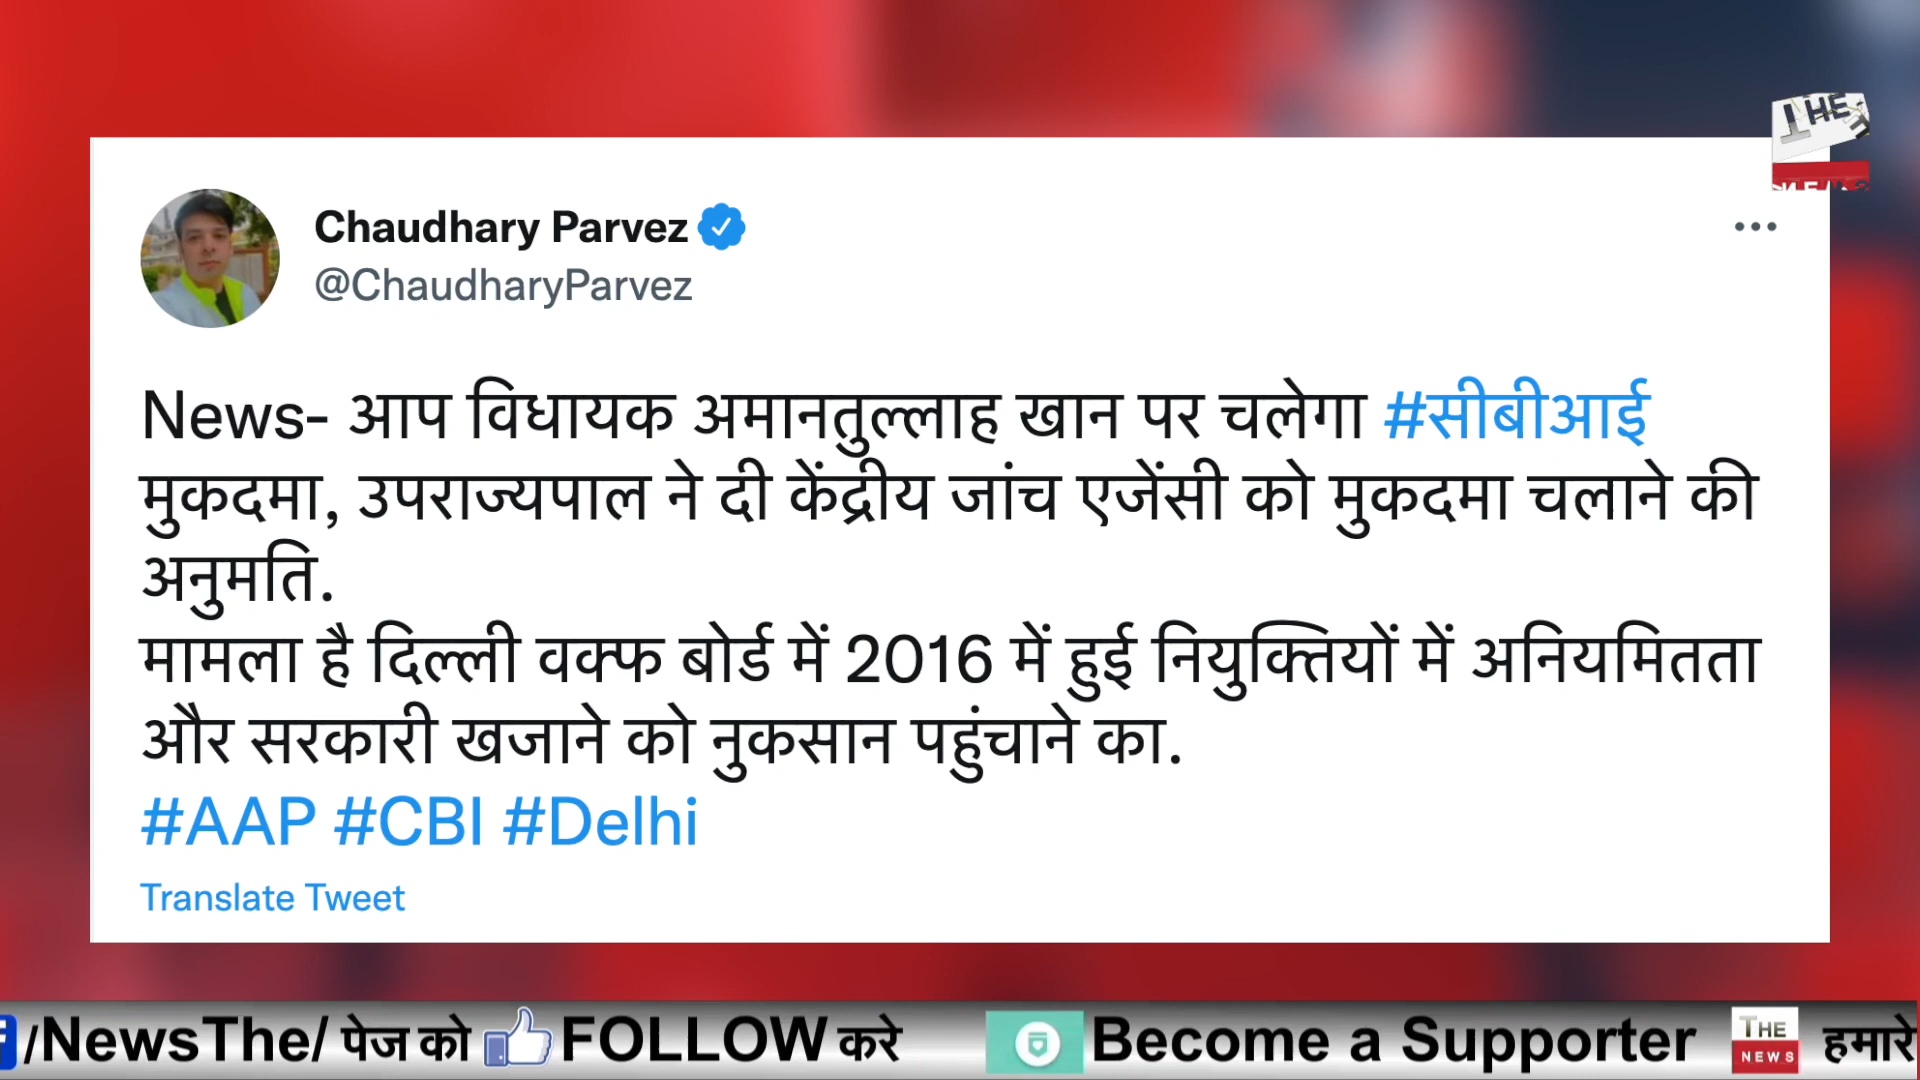 THE
NEWS
Chaudhary Parvez
@ChaudharyParvez
News- आप विधायक अमानतुल्लाह खान पर चलेगा #सीबीआई
मुकदमा, उपराज्यपाल ने दी केंद्रीय जांच एजेंसी को मुकदमा चलाने की
अनुमति.
मामला है दिल्ली वक्फ बोर्ड में 2016 में हुई नियुक्तियों में अनियमितता
और सरकारी खजाने को नुकसान पहुंचाने का.
#AAP #CBI #Delhi
Translate Tweet
/NewsThe/ पेज को FOLLOW करे Become a Supporter THE NEWS हमारे